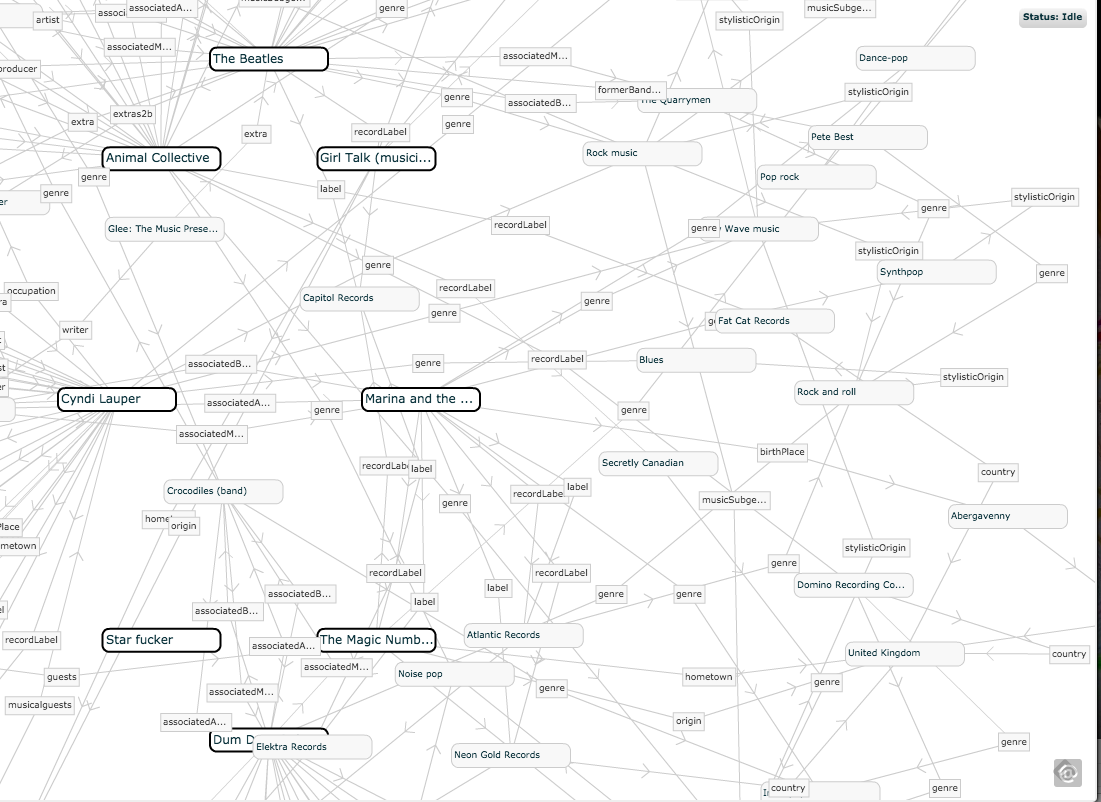 musicSubge...
stylisticOrigin
Status: Idle
associatedA...
genre
artist
associatedM...
The Beatles
associatedM...
Dance-pop
producer
formerBand...
stylisticOrigin
genre
associatedB...
The Quarrymen
extra
extras2b
extra
recordLabel
genre
Pete Best
Animal Collective
Girl Talk (musici...
Rock music
genre
Pop rock
genre
label
stylisticOrigin
genre
Glee: The Music Prese...
recordLabel
genre
Wave music
stylisticOrigin
genre
Synthpop
genre
occupation
recordLabel
Capitol Records
genre
genre
writer
Fat Cat Records
associatedB...
genre
recordLabel
Blues
stylisticOrigin
Cyndi Lauper
associatedA...
genre
Marina and the ...
genre
Rock and roll
associatedM...
birthPlace
recordLabe
label
Secretly Canadian
country
Crocodiles (band)
genre
recordLabe
label
musicSubge...
Abergavenny
home
origin
stylisticOrigin
recordLabel
recordLabel
genre
Domino Recording Co...
associatedB...
associatedB...
label
label
genre
genre
recordLabel
Star fucker
associatedA...
The Magic Numb...
Atlantic Records
United Kingdom
country
guests
associatedM...
Noise pop
hometown
genre
genre
musicalguests
associatedM...
associatedA...
origin
Dum D
Elektra Records
Neon Gold Records
genre
country
genre